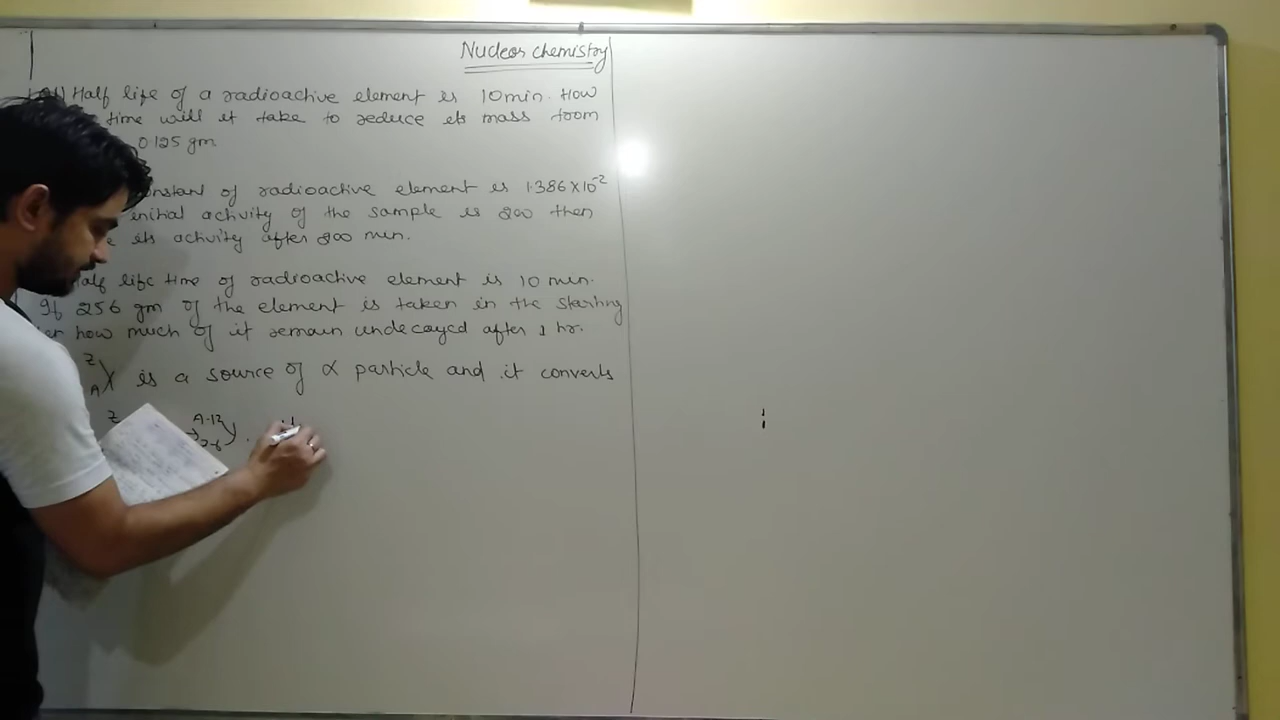 Nuclear chemistry
Half life of a radioactive element is 10 min. How
time will it take to reduce its mass from
0.125 gm
constant of radioactive element is 1.386×10⁻²
initial activity of the sample is 200 then
its activity after 200 min.
Half life time of radioactive element is 10 min.
If 256 gm of the element is taken in the starting
how much of it remain undecayed after 1 hr.
Z
A X is a source of α particle and it converts
Z A-12
Z-6 Y